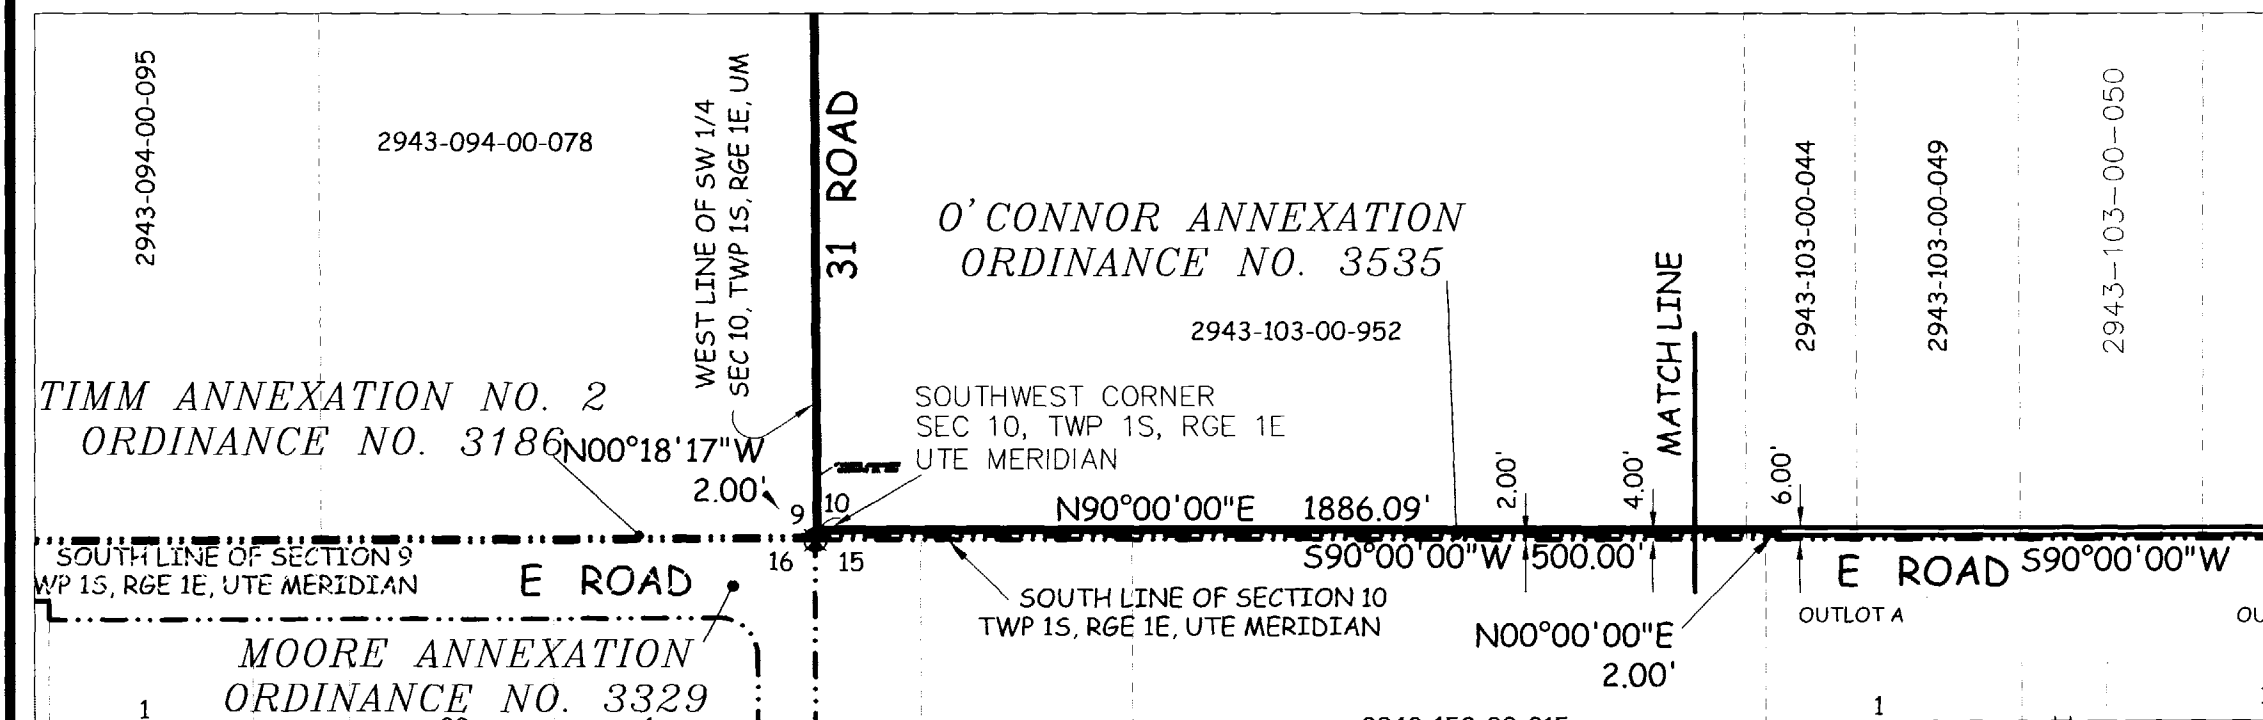 2943-094-00-095
2943-094-00-078
WEST LINE OF SW 1/4
SEC 10, TWP 1S, RGE 1E, UM
31 ROAD
O'CONNOR ANNEXATION
ORDINANCE NO. 3535
2943-103-00-952
MATCH LINE
2943-103-00-044
2943-103-00-049
2943-103-00-050
TIMM ANNEXATION NO. 2
ORDINANCE NO. 3186
N00°18'17"W
2.00'
SOUTHWEST CORNER
SEC 10, TWP 1S, RGE 1E
UTE MERIDIAN
9
10
16
15
N90°00'00"E 1886.09'
2.00'
4.00'
6.00'
S90°00'00"W 500.00'
SOUTH LINE OF SECTION 9
WP 1S, RGE 1E, UTE MERIDIAN
E ROAD
SOUTH LINE OF SECTION 10
TWP 1S, RGE 1E, UTE MERIDIAN
N00°00'00"E
2.00'
E ROAD
S90°00'00"W
OUTLOT A
OU
MOORE ANNEXATION
ORDINANCE NO. 3329
1
1